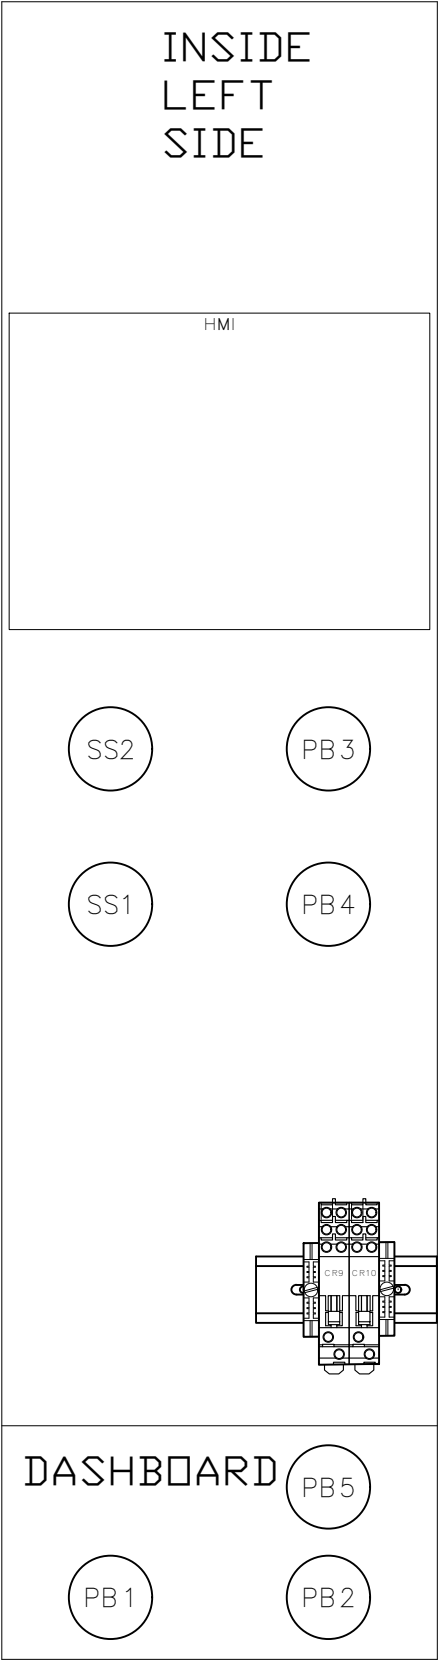 INSIDE
LEFT
SIDE
HMI
SS2 PB3
SS1 PB4
CR9 CR10
DASHBOARD PB5
PB1 PB2